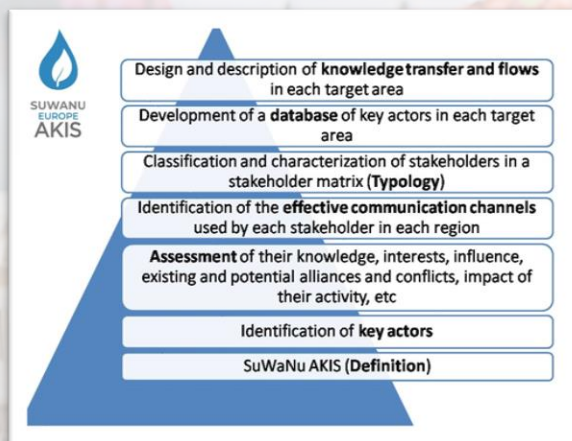 SUWANU
EUROPE
AKIS
Design and description of knowledge transfer and flows
in each target area
Development of a database of key actors in each target
area
Classification and characterization of stakeholders in a
stakeholder matrix (Typology)
Identification of the effective communication channels
used by each stakeholder in each region
Assessment of their knowledge, interests, influence,
existing and potential alliances and conflicts, impact of
their activity, etc
Identification of key actors
SuWaNu AKIS (Definition)